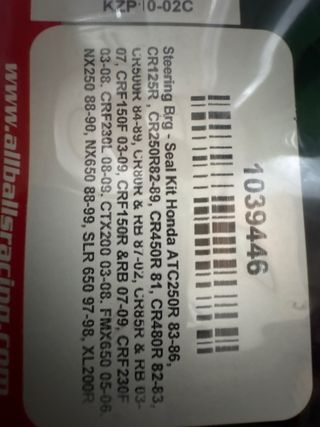 KZP 10-02C
1039446
Steering Brg - Seal Kit Honda ATC250R 83-86,
CR125R , CR250R82-89, CR450R 81, CR480R 82-83,
CR500R 84-89, CR80R & RB 87-02, CR85R & RB 03-
07, CRF150F 03-09, CRF150R &RB 07-09, CRF230F
03-08, CRF230L 08-09, CTX200 03-08, FMX650 05-06,
NX250 88-90, NX650 88-99, SLR 650 97-98, XL200R
www.allballsracing.com